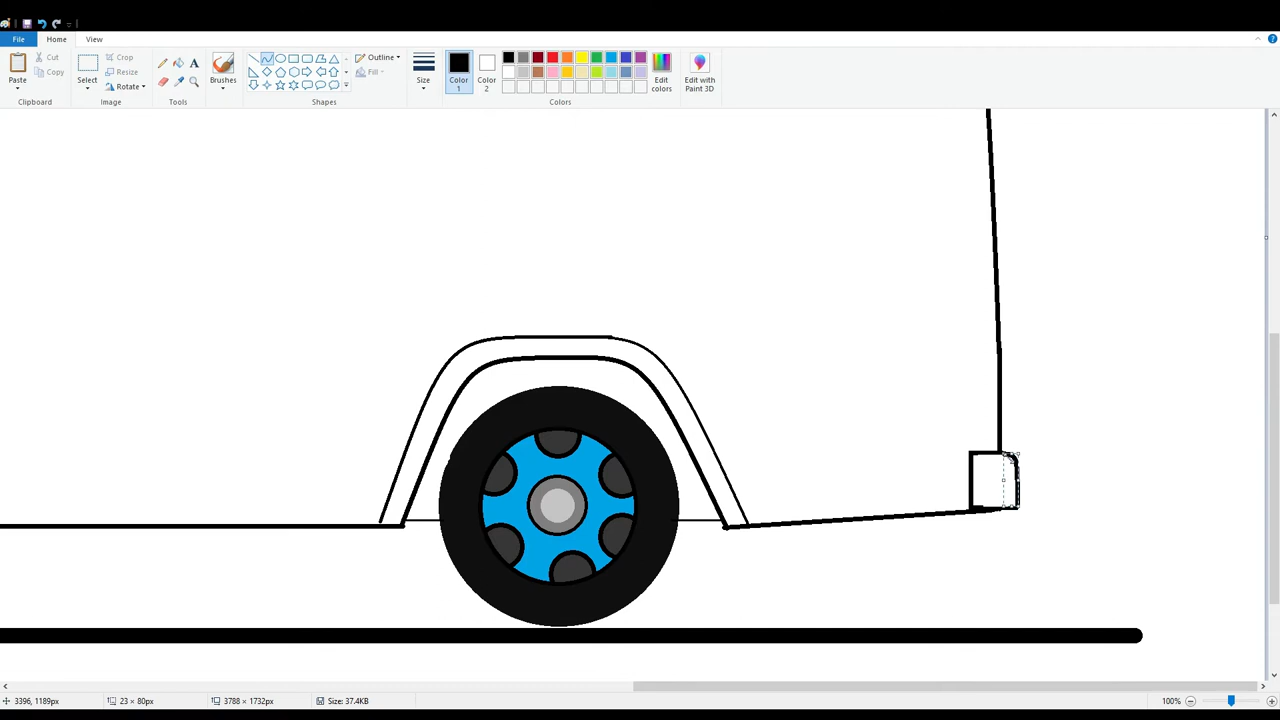 File Home View
Paste
Cut
Copy
Clipboard
Select
Crop
Resize
Rotate
Image
Tools
Brushes
Shapes
Outline
Fill
Size
Color
1
Color
2
Edit
colors
Colors
Edit with
Paint 3D
3396, 1189px
23 × 80px
3788 × 1732px
Size: 37.4KB
100%